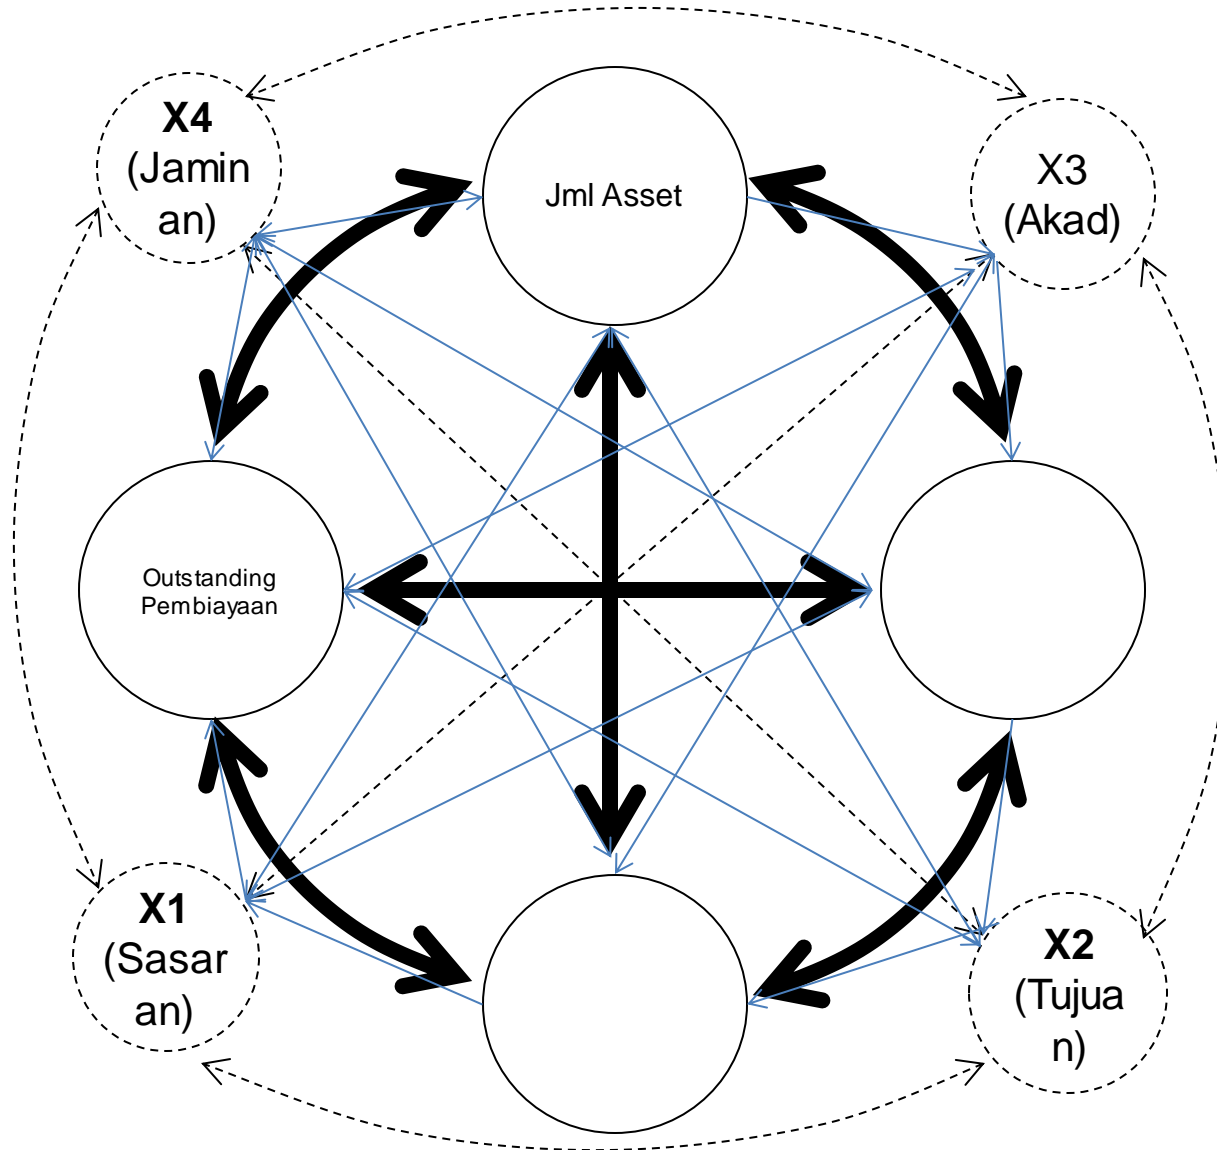 X4
(Jamin
an)
Jml Asset
X3
(Akad)
Outstanding
Pembiayaan
X1
(Sasar
an)
X2
(Tujua
n)